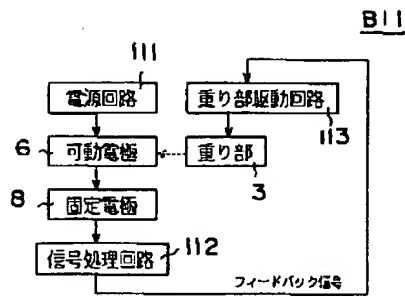 B11
111
電源回路
重り部駆動回路
113
6
可動電極
重り部
3
8
固定電極
信号処理回路
112
フィードバック信号